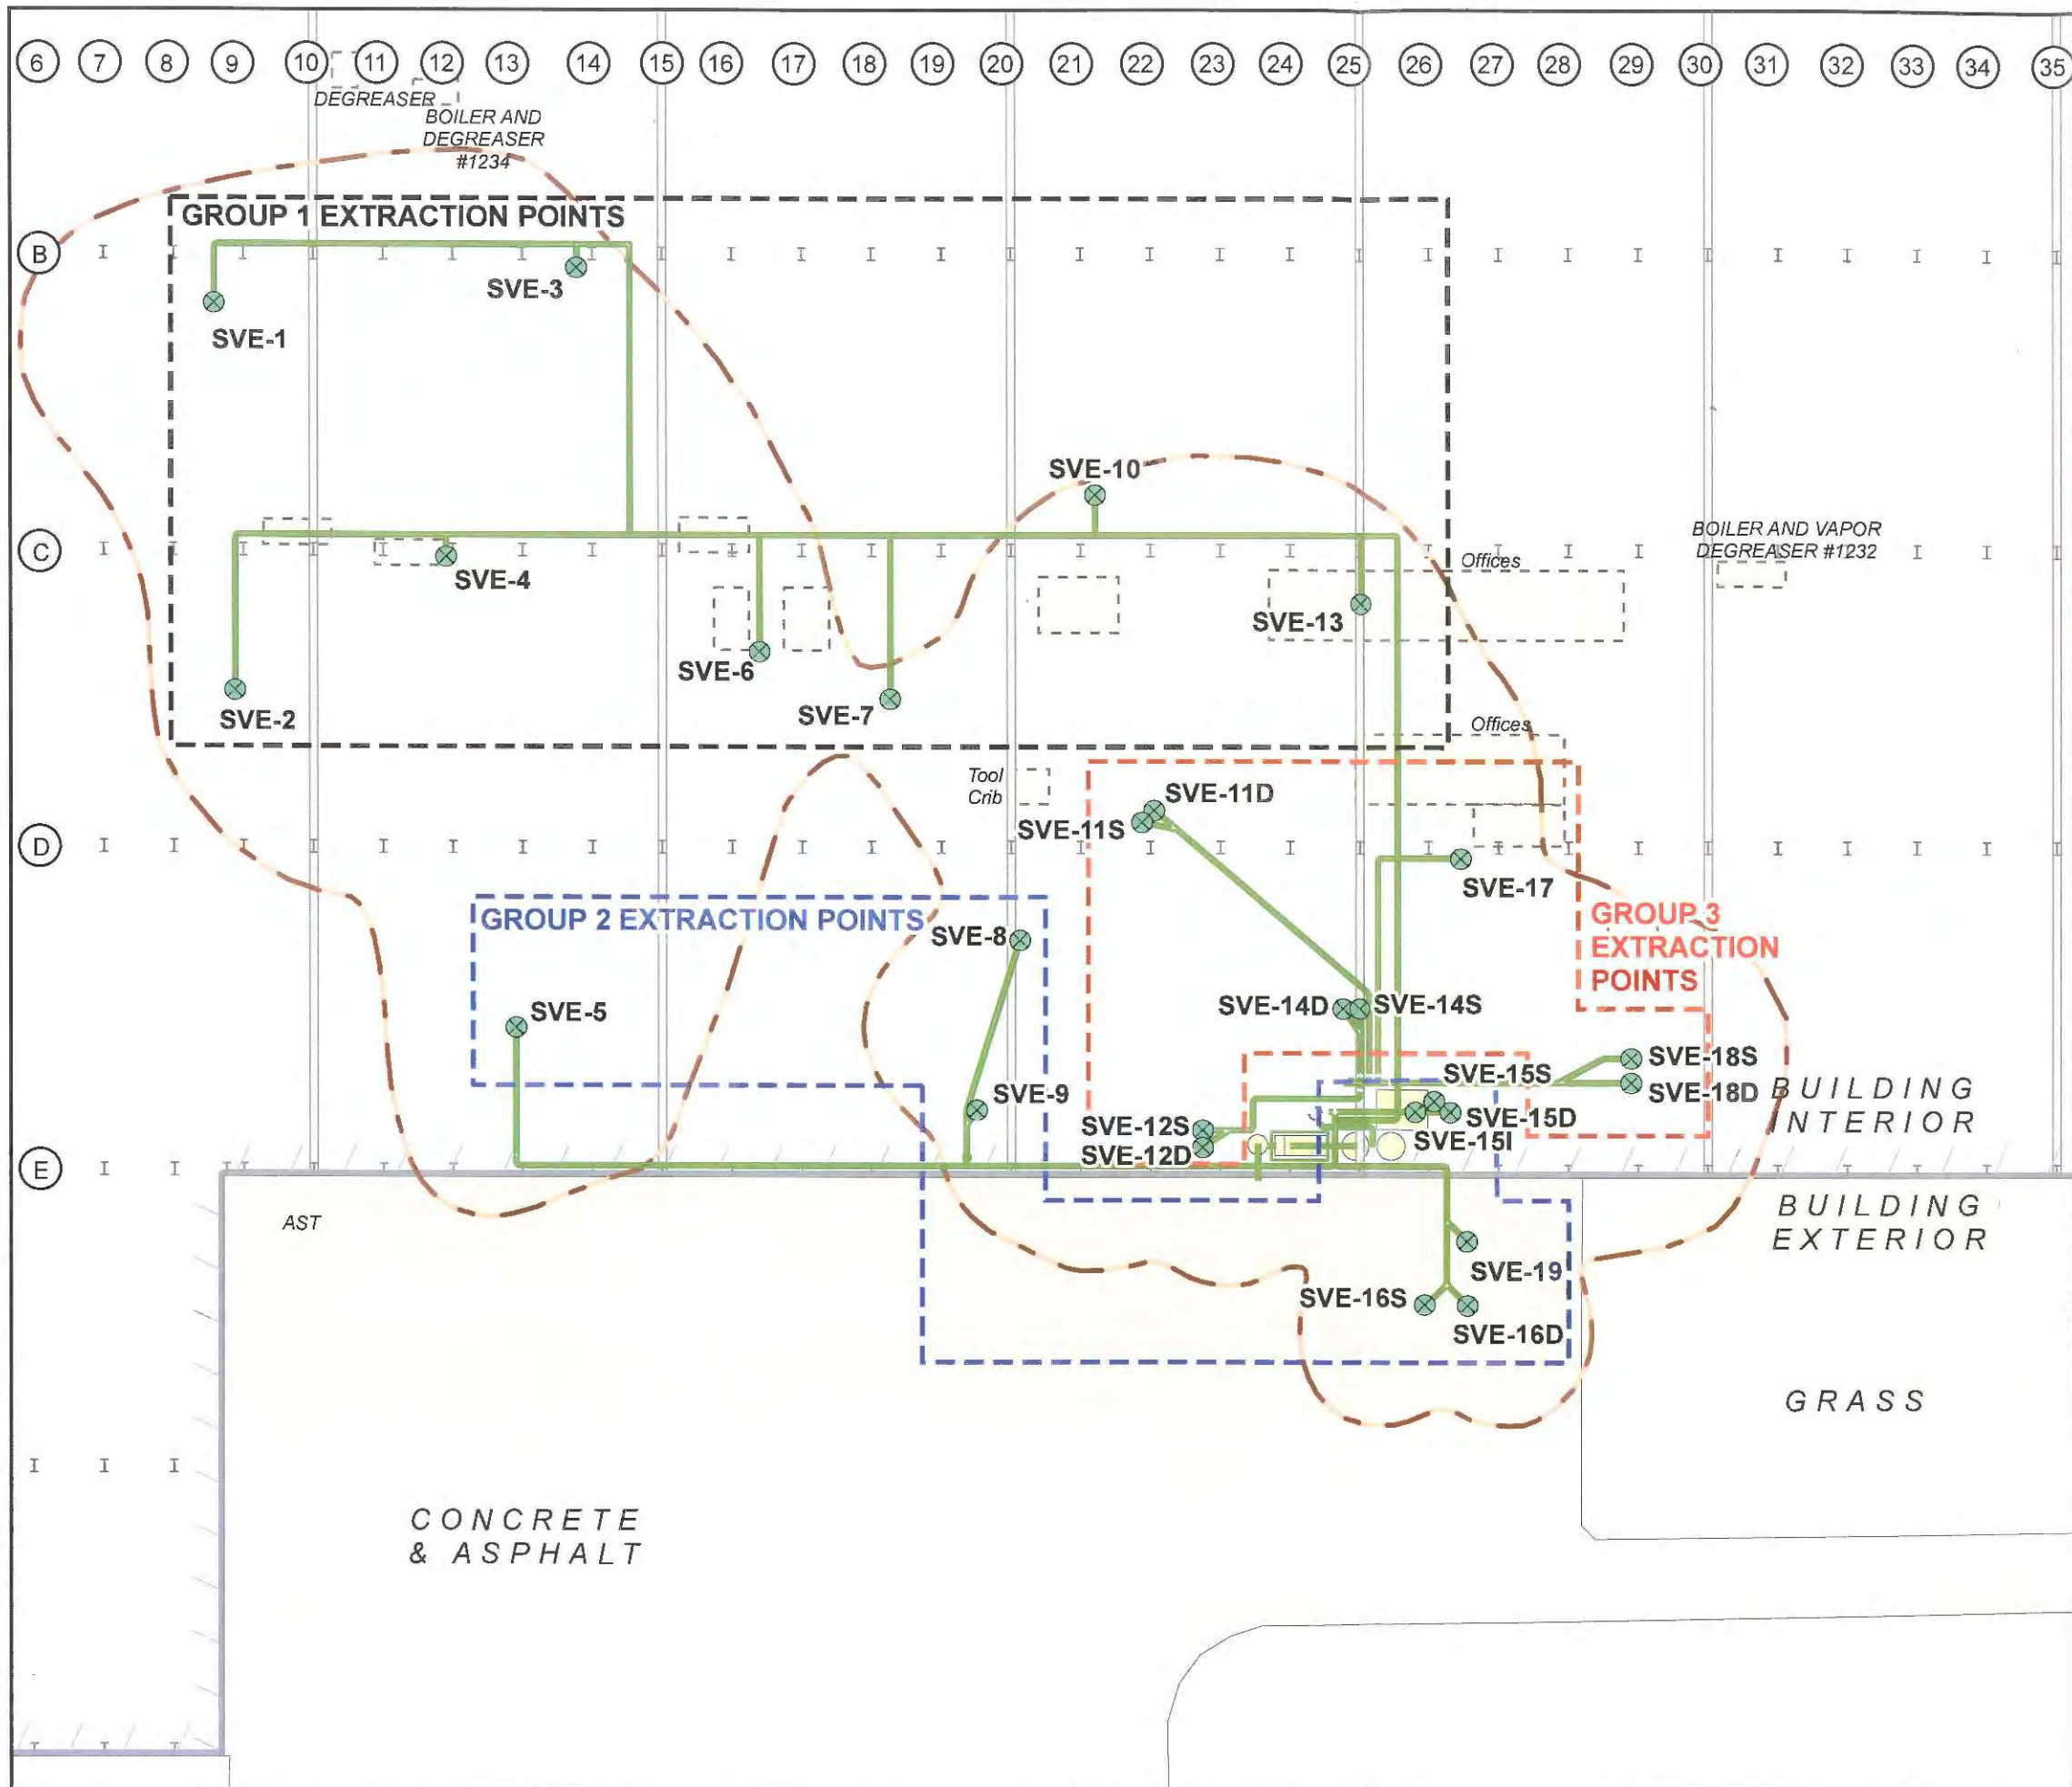 6 7 8 9 10 11 12 13 14 15 16 17 18 19 20 21 22 23 24 25 26 27 28 29 30 31 32 33 34 35
DEGREASER
BOILER AND
DEGREASER
#1234
GROUP 1 EXTRACTION POINTS
B
SVE-3
SVE-1
SVE-10
C
BOILER AND VAPOR
DEGREASER #1232
Offices
SVE-4
SVE-13
SVE-6
SVE-7
SVE-2
Offices
Tool
Crib
SVE-11D
SVE-11S
D
SVE-17
GROUP 2 EXTRACTION POINTS
GROUP 3
EXTRACTION
POINTS
SVE-8
SVE-5
SVE-14D
SVE-14S
SVE-18S
SVE-15S
SVE-18D
SVE-9
BUILDING
INTERIOR
SVE-12S
SVE-15D
SVE-15I
SVE-12D
E
BUILDING
EXTERIOR
AST
SVE-19
SVE-16S
SVE-16D
GRASS
CONCRETE
& ASPHALT